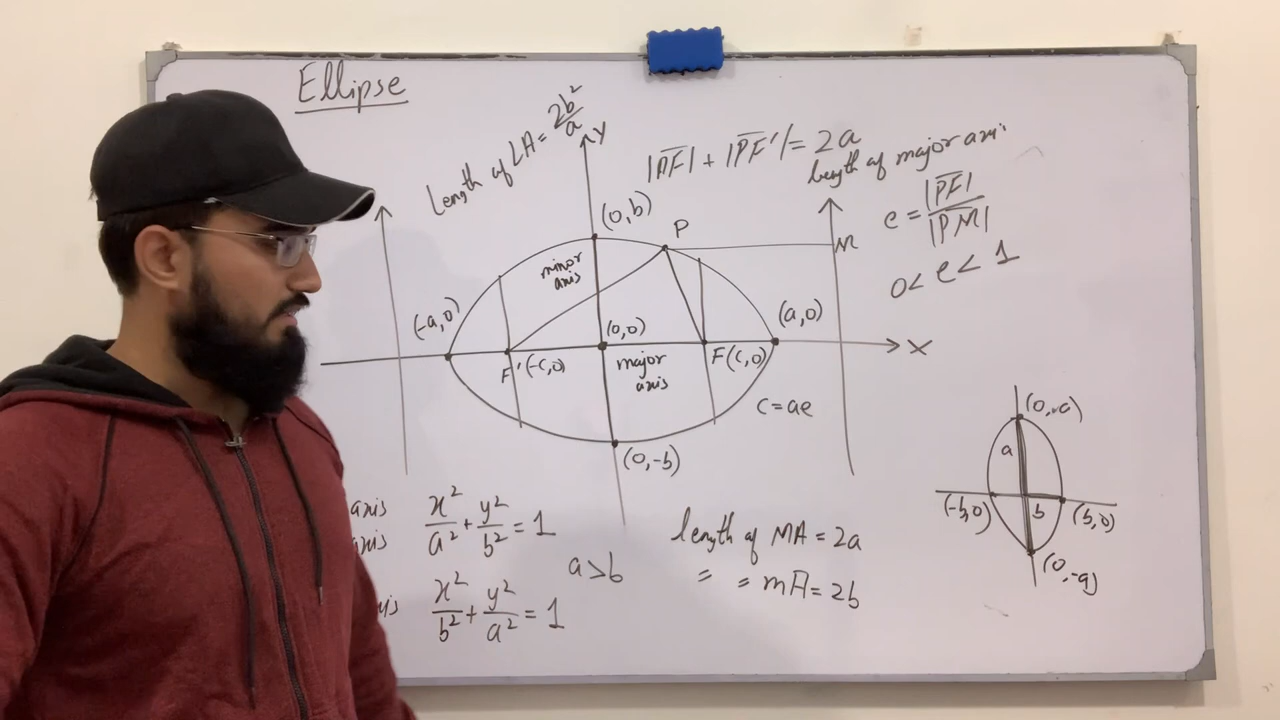 Ellipse
Length of LA = 2b²/a
Y
|PF| + |PF'| = 2a
length of major axis
e = |PF|/|PM|
0 < e < 1
(0,b)
P
M
minor axis
(-a,0)
(0,0)
(a,0)
X
F'(-c,0)
major axis
F(c,0)
c = ae
(0,-b)
axis
x²/a² + y²/b² = 1
axis
a > b
x²/b² + y²/a² = 1
length of MA = 2a
" " mA = 2b
a
(-b,0)
b
(b,0)
(0,-a)